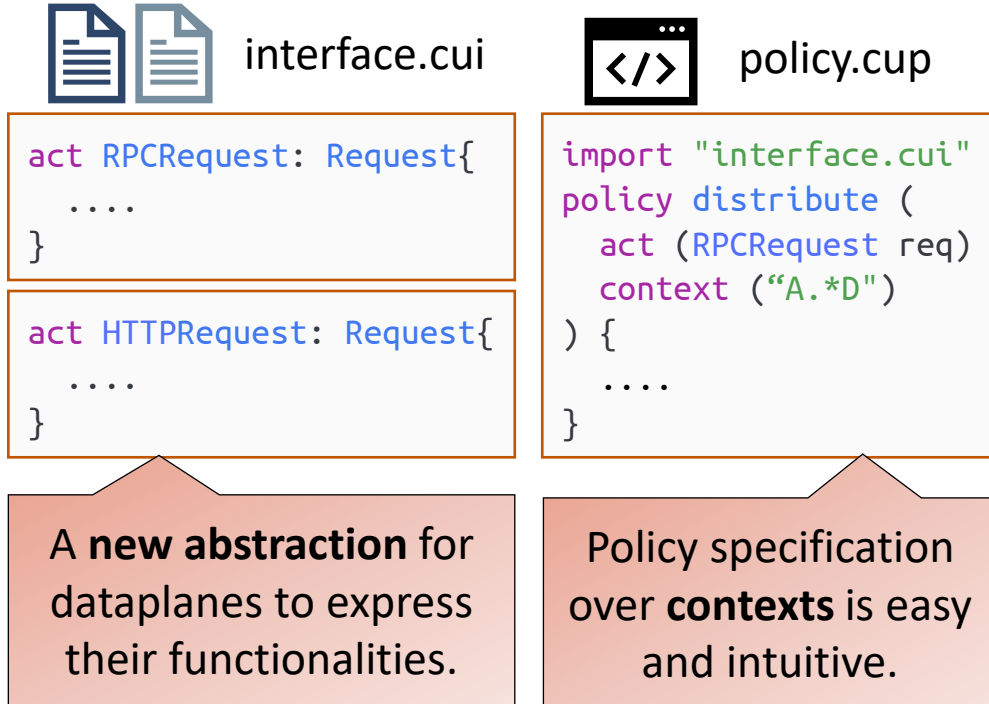 interface.cui
act RPCRequest: Request{
....
}
act HTTPRequest: Request{
....
}
A new abstraction for
dataplanes to express
their functionalities.
</>
policy.cup
import "interface.cui"
policy distribute (
act (RPCRequest req)
context (“A.*D")
) {
....
}
Policy specification
over contexts is easy
and intuitive.